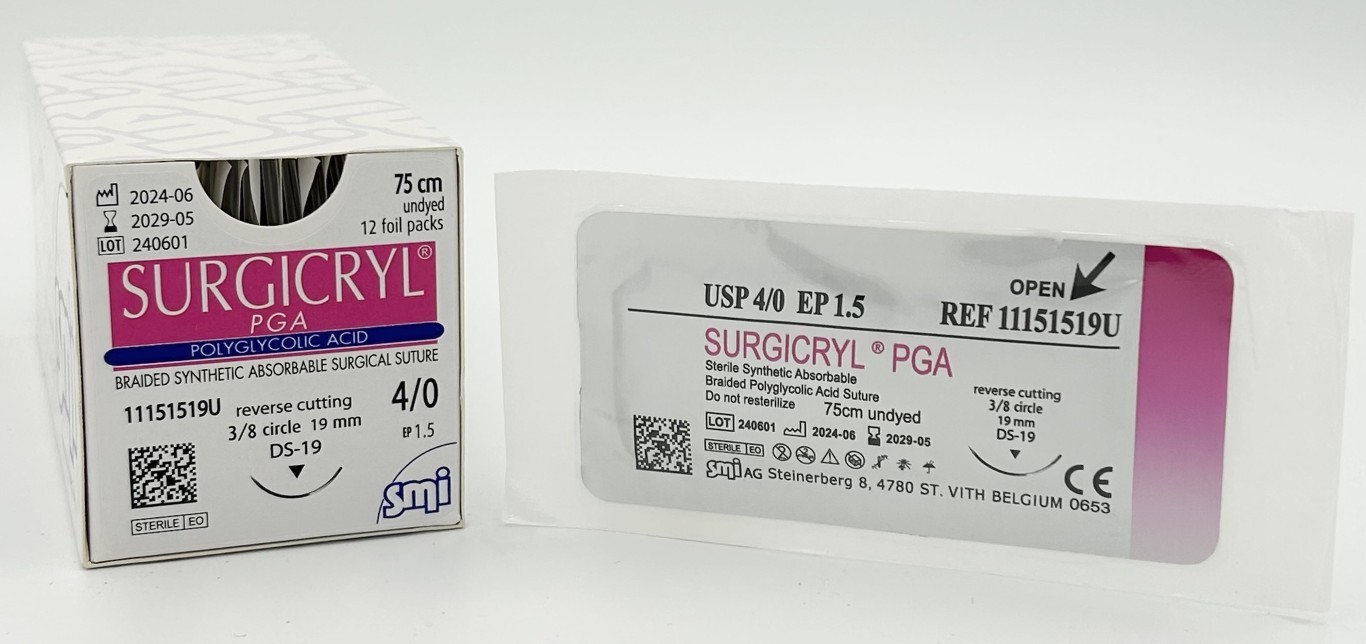 2024-06
2029-05
LOT 240601
75 cm
undyed
12 foil packs
SURGICRYL®
PGA
POLYGLYCOLIC ACID
BRAIDED SYNTHETIC ABSORBABLE SURGICAL SUTURE
11151519U
reverse cutting
3/8 circle 19 mm
DS-19
4/0
EP 1.5
STERILE EO
smi
OPEN
USP 4/0 EP 1.5
REF 11151519U
SURGICRYL® PGA
Sterile Synthetic Absorbable
Braided Polyglycolic Acid Suture
Do not resterilize
75cm undyed
LOT 240601 2024-06 2029-05
STERILE EO
reverse cutting
3/8 circle
19 mm
DS-19
CE
smi AG Steinerberg 8, 4780 ST. VITH BELGIUM 0653